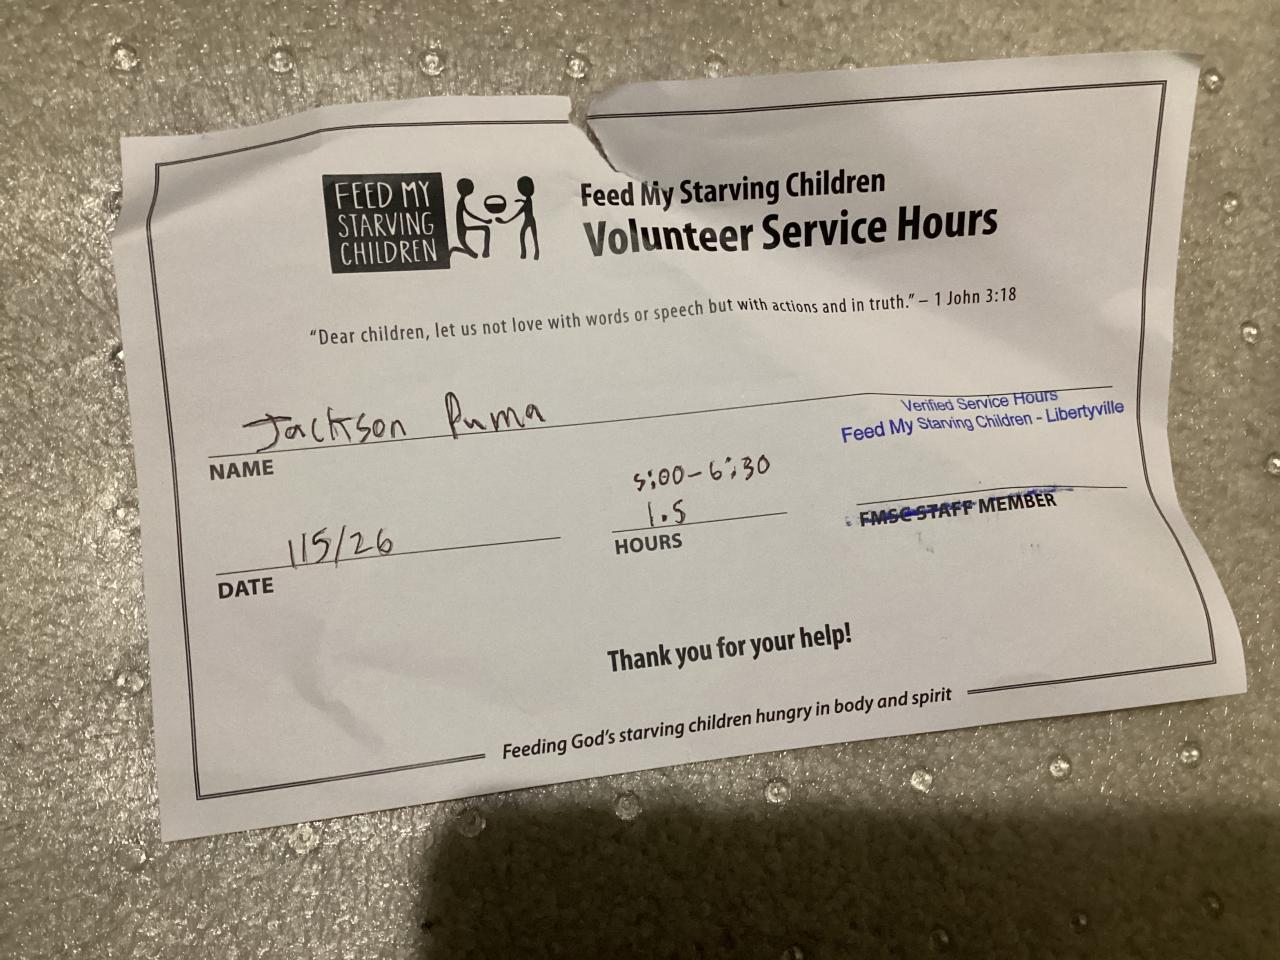 FEED MY
STARVING
CHILDREN
Feed My Starving Children
Volunteer Service Hours
“Dear children, let us not love with words or speech but with actions and in truth.” – 1 John 3:18
Jackson Puma
NAME
Verified Service Hours
Feed My Starving Children - Libertyville
5:00-6:30
1.5
HOURS
FMSC STAFF MEMBER
115/26
DATE
Thank you for your help!
Feeding God's starving children hungry in body and spirit